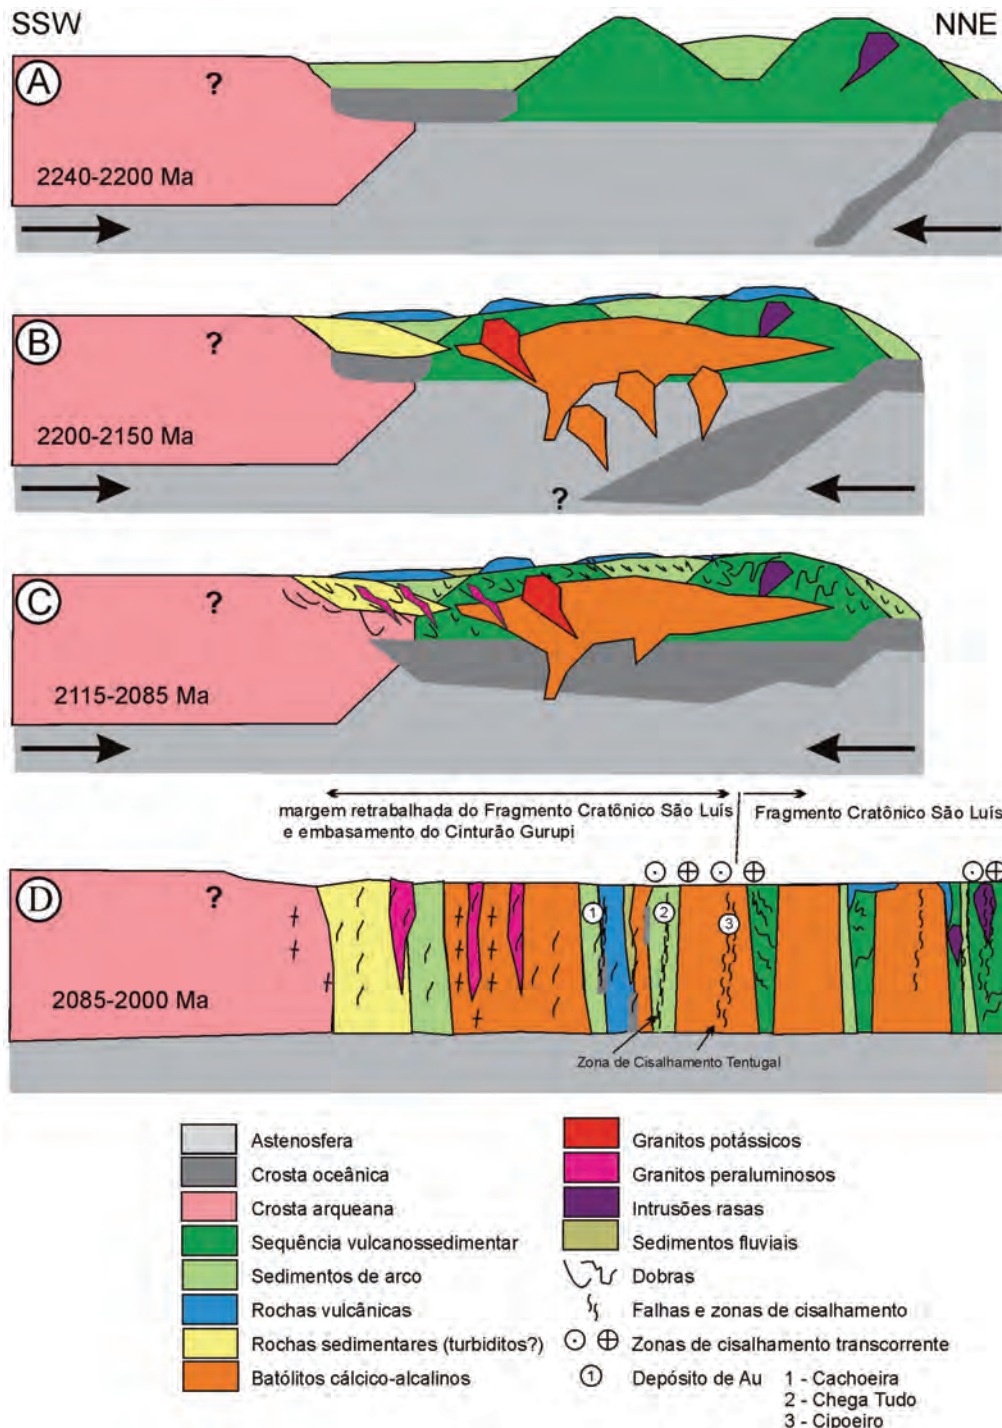 SSW
NNE
A
?
2240-2200 Ma
B
?
2200-2150 Ma
?
C
?
2115-2085 Ma
margem retrabalhada do Fragmento Cratônico São Luís
e embasamento do Cinturão Gurupi
Fragmento Cratônico São Luís
D
?
1
2
3
2085-2000 Ma
Zona de Cisalhamento Tentugal
Astenosfera
Crosta oceânica
Crosta arqueana
Sequência vulcanossedimentar
Sedimentos de arco
Rochas vulcânicas
Rochas sedimentares (turbiditos?)
Batólitos cálcico-alcalinos
Granitos potássicos
Granitos peraluminosos
Intrusões rasas
Sedimentos fluviais
Dobras
Falhas e zonas de cisalhamento
Zonas de cisalhamento transcorrente
1 Depósito de Au
1 - Cachoeira
2 - Chega Tudo
3 - Cipoeiro